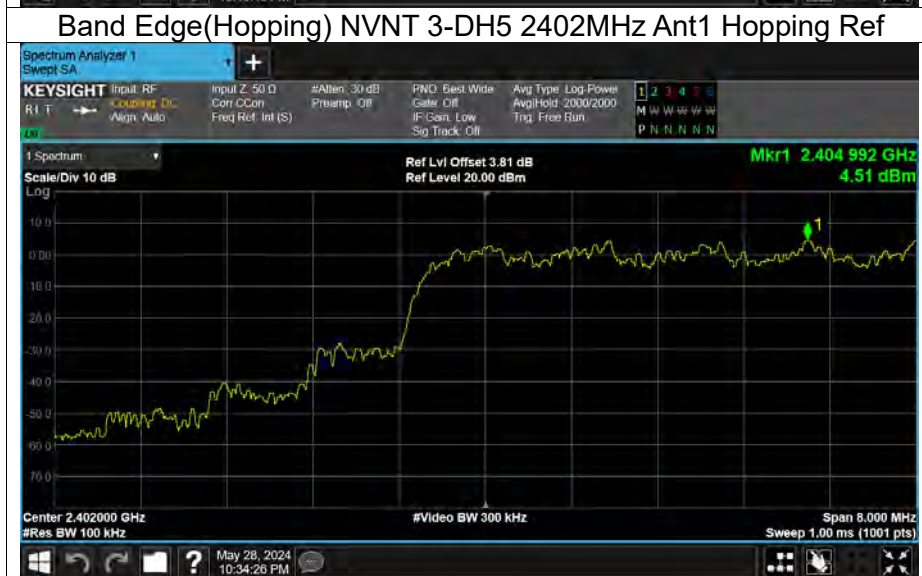 Band Edge(Hopping) NVNT 3-DH5 2402MHz Ant1 Hopping Ref
Spectrum Analyzer 1
Swept SA
+
KEYSIGHT Input: RF Input Z: 50 Ω #Atten: 30 dB PNO: Best Wide Avg Type: Log-Power 1 2 3 4 5 6
RLT Coupling: DC Corr CCorr Preamp: Off Gate: Off Avg|Hold: 2000/2000 M W W W W W
Align: Auto Freq Ref: Int (S) IF Gain: Low Trig: Free Run
Sig Track: Off P N N N N N
1 Spectrum
Ref Lvl Offset 3.81 dB Mkr1 2.404 992 GHz
Scale/Div 10 dB Ref Level 20.00 dBm 4.51 dBm
Log
10.0
1
0.00
-10.0
-20.0
-30.0
-40.0
-50.0
-60.0
-70.0
Center 2.402000 GHz #Video BW 300 kHz Span 8.000 MHz
#Res BW 100 kHz Sweep 1.00 ms (1001 pts)
? May 28, 2024
10:34:26 PM